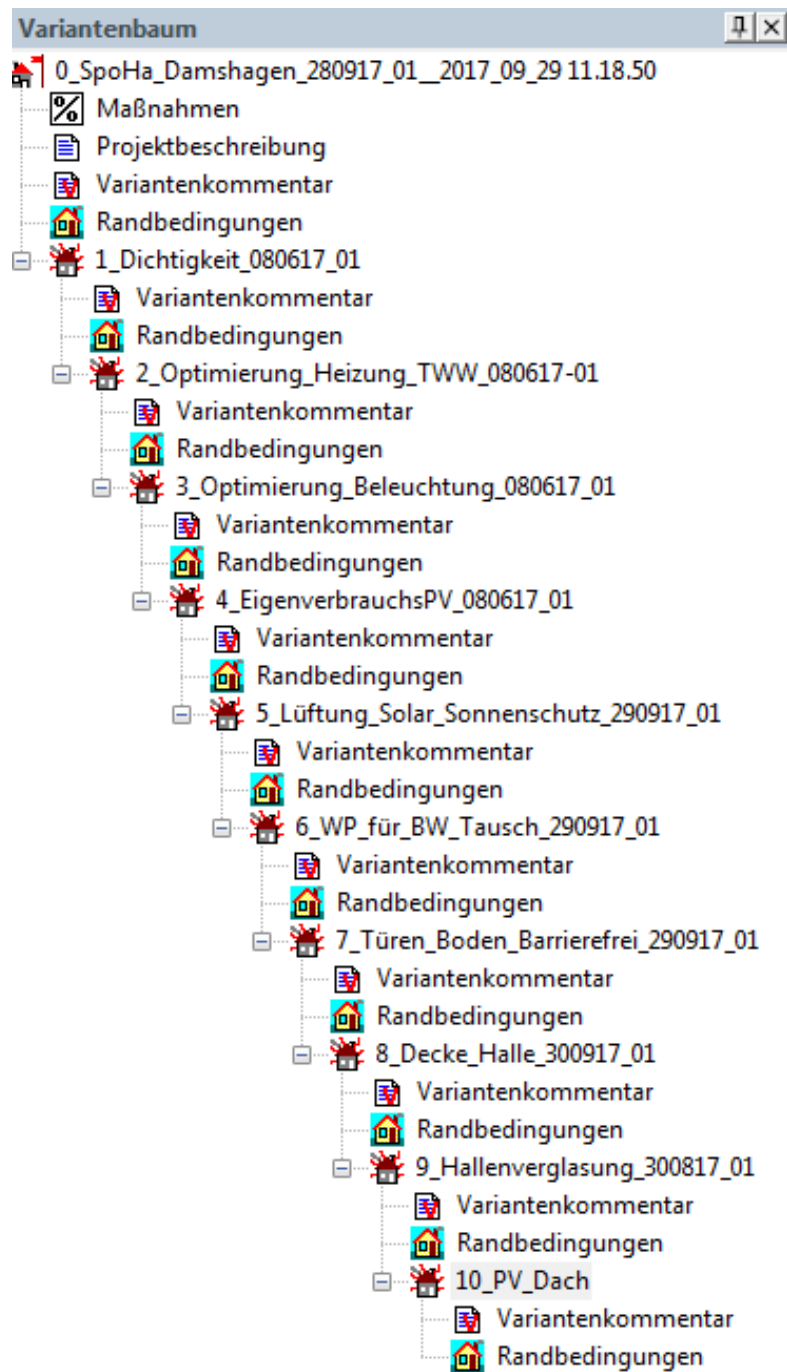 Variantenbaum
0_SpoHa_Damshagen_280917_01__2017_09_29 11.18.50
Maßnahmen
Projektbeschreibung
Variantenkommentar
Randbedingungen
1_Dichtigkeit_080617_01
Variantenkommentar
Randbedingungen
2_Optimierung_Heizung_TWW_080617-01
Variantenkommentar
Randbedingungen
3_Optimierung_Beleuchtung_080617_01
Variantenkommentar
Randbedingungen
4_EigenverbrauchsPV_080617_01
Variantenkommentar
Randbedingungen
5_Lüftung_Solar_Sonnenschutz_290917_01
Variantenkommentar
Randbedingungen
6_WP_für_BW_Tausch_290917_01
Variantenkommentar
Randbedingungen
7_Türen_Boden_Barrierefrei_290917_01
Variantenkommentar
Randbedingungen
8_Decke_Halle_300917_01
Variantenkommentar
Randbedingungen
9_Hallenverglasung_300817_01
Variantenkommentar
Randbedingungen
10_PV_Dach
Variantenkommentar
Randbedingungen